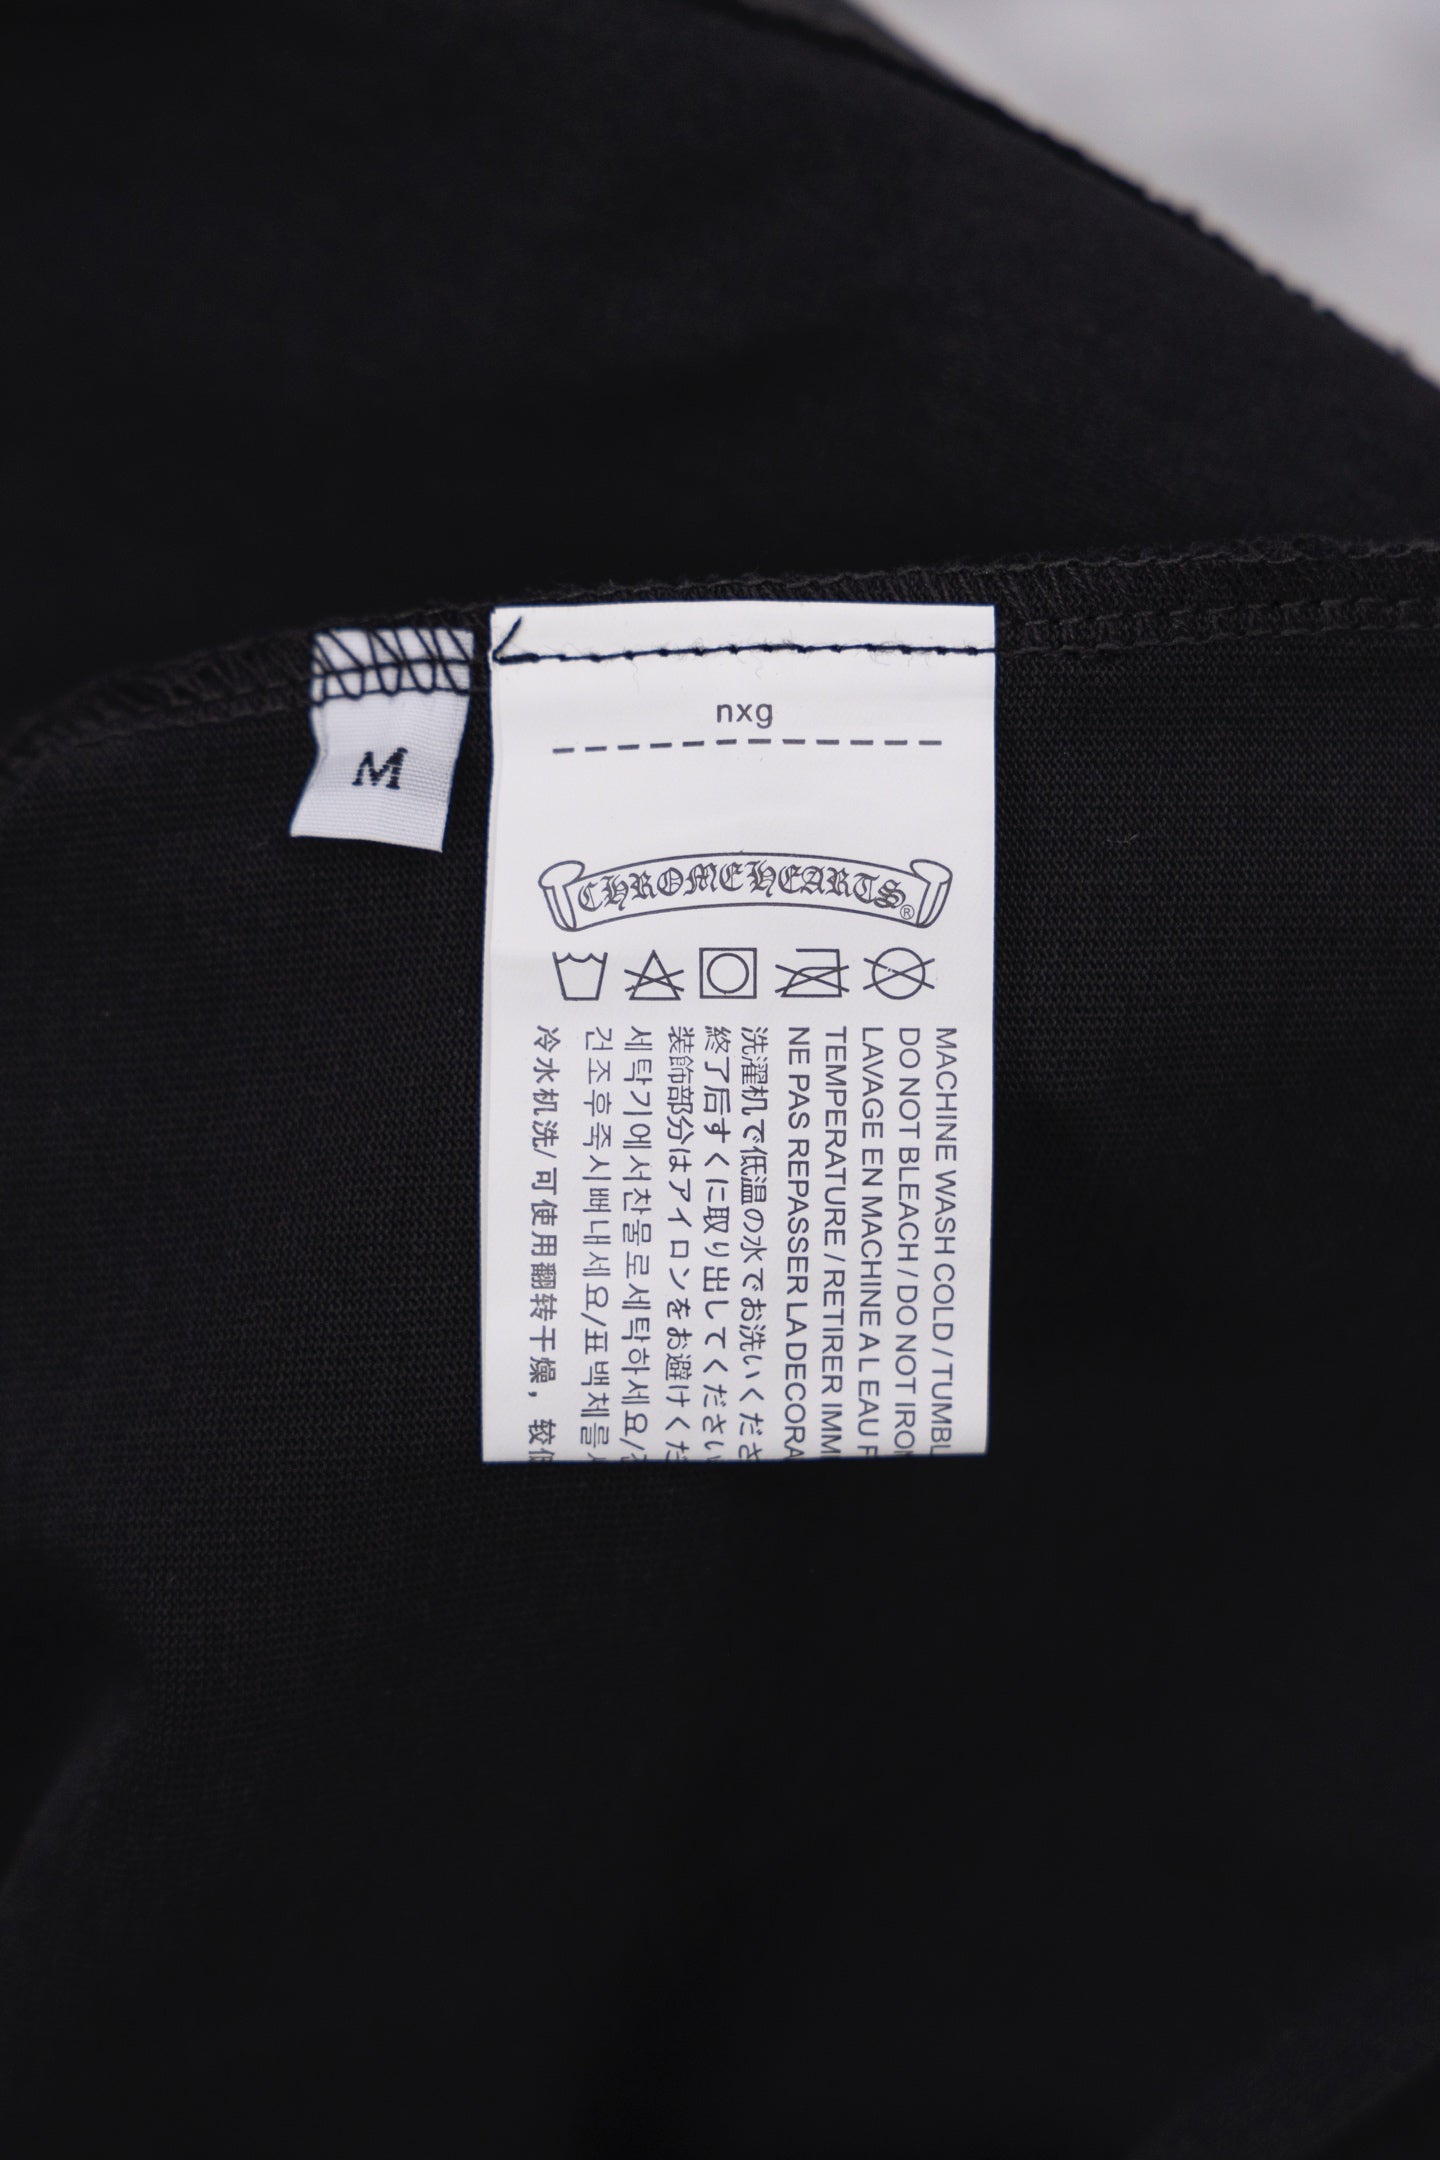 M
nxg
CHROME HEARTS®
MACHINE WASH COLD / TUMBL
DO NOT BLEACH / DO NOT IRO
LAVAGE EN MACHINE A L EAU F
TEMPERATURE / RETIRER IMM
NE PAS REPASSER LA DECORA
洗濯机で低温の水でお洗いくださ
終了后すぐに取り出してください
装飾部分はアイロンをお避けくだ
세탁기에서찬물로세탁하세요/
건조후즉시빼내세요/표백제를
冷水机洗/可使用翻转干燥，较低